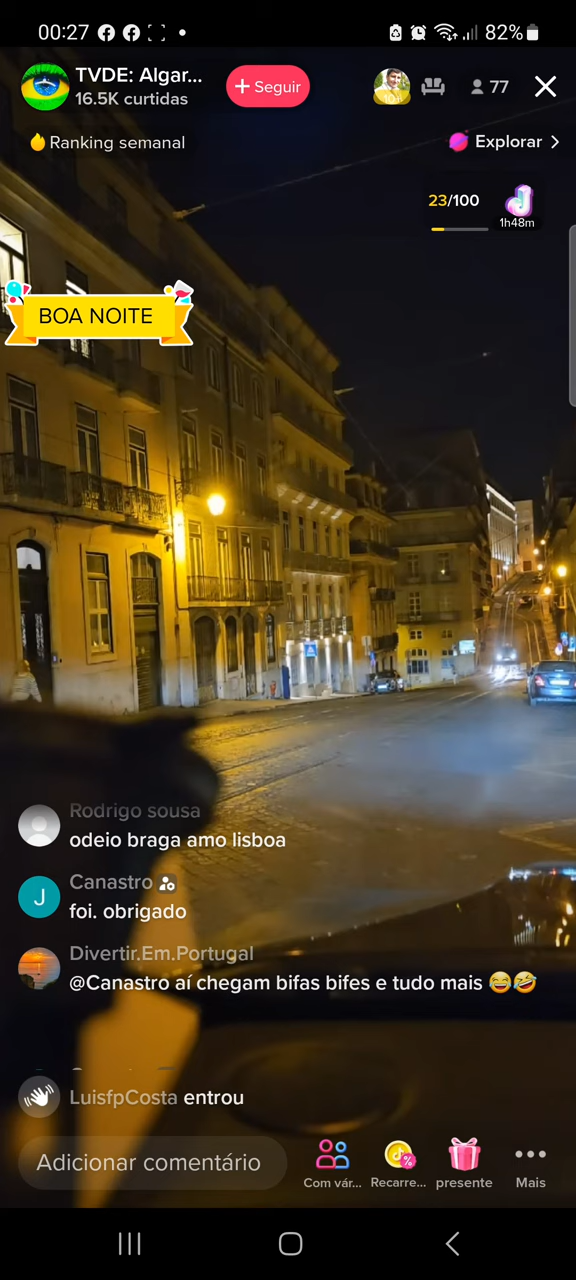 00:27
82%
TVDE: Algar...
16.5K curtidas
+ Seguir
77
Ranking semanal
Explorar
23/100
1h48m
BOA NOITE
Rodrigo sousa
odeio braga amo lisboa
J
Canastro
foi. obrigado
Divertir.Em.Portugal
@Canastro aí chegam bifas bifes e tudo mais 😂🤣
LuisfpCosta entrou
Adicionar comentário
Com vár...
Recarre...
presente
Mais